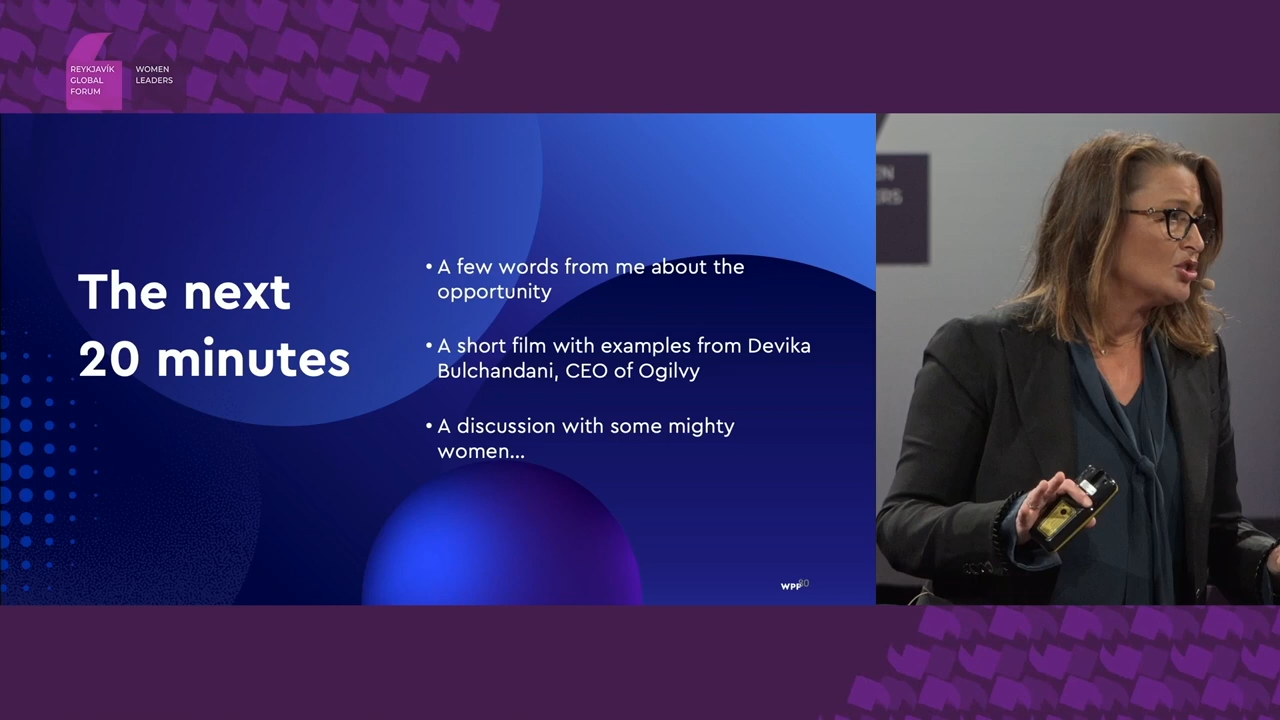 REYKJAVÍK
GLOBAL
FORUM
WOMEN
LEADERS
The next
20 minutes
• A few words from me about the
opportunity
• A short film with examples from Devika
Bulchandani, CEO of Ogilvy
• A discussion with some mighty
women...
WPP